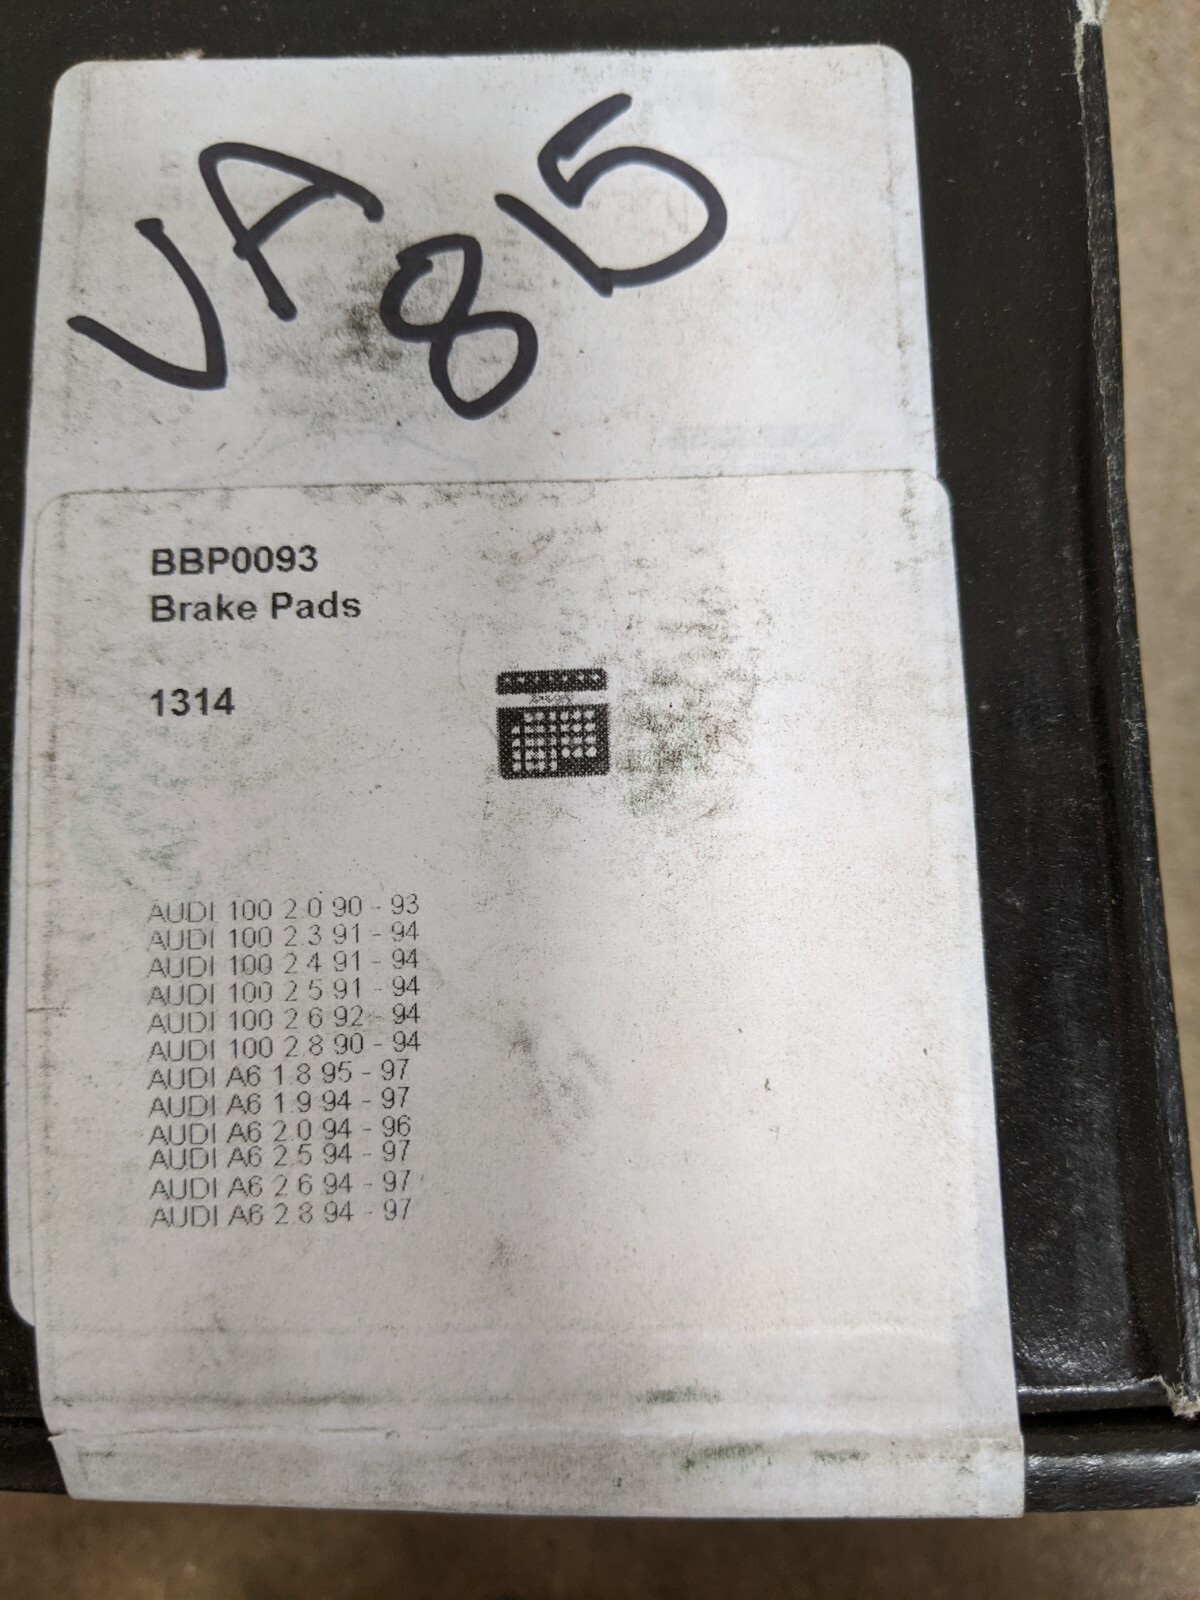 VA 815
BBP0093
Brake Pads
1314
AUDI 100 2.0 90 - 93
AUDI 100 2.3 91 - 94
AUDI 100 2.4 91 - 94
AUDI 100 2.5 91 - 94
AUDI 100 2.6 92 - 94
AUDI 100 2.8 90 - 94
AUDI A6 1.8 95 - 97
AUDI A6 1.9 94 - 97
AUDI A6 2.0 94 - 96
AUDI A6 2.5 94 - 97
AUDI A6 2.6 94 - 97
AUDI A6 2.8 94 - 97